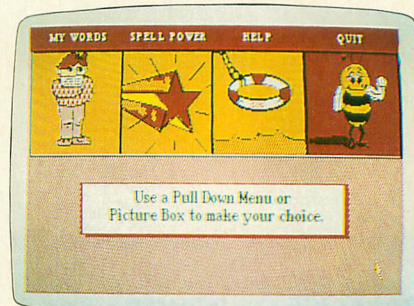 MY WORDS SPELL POWER HELP QUIT
Use a Pull Down Menu or
Picture Box to make your choice.